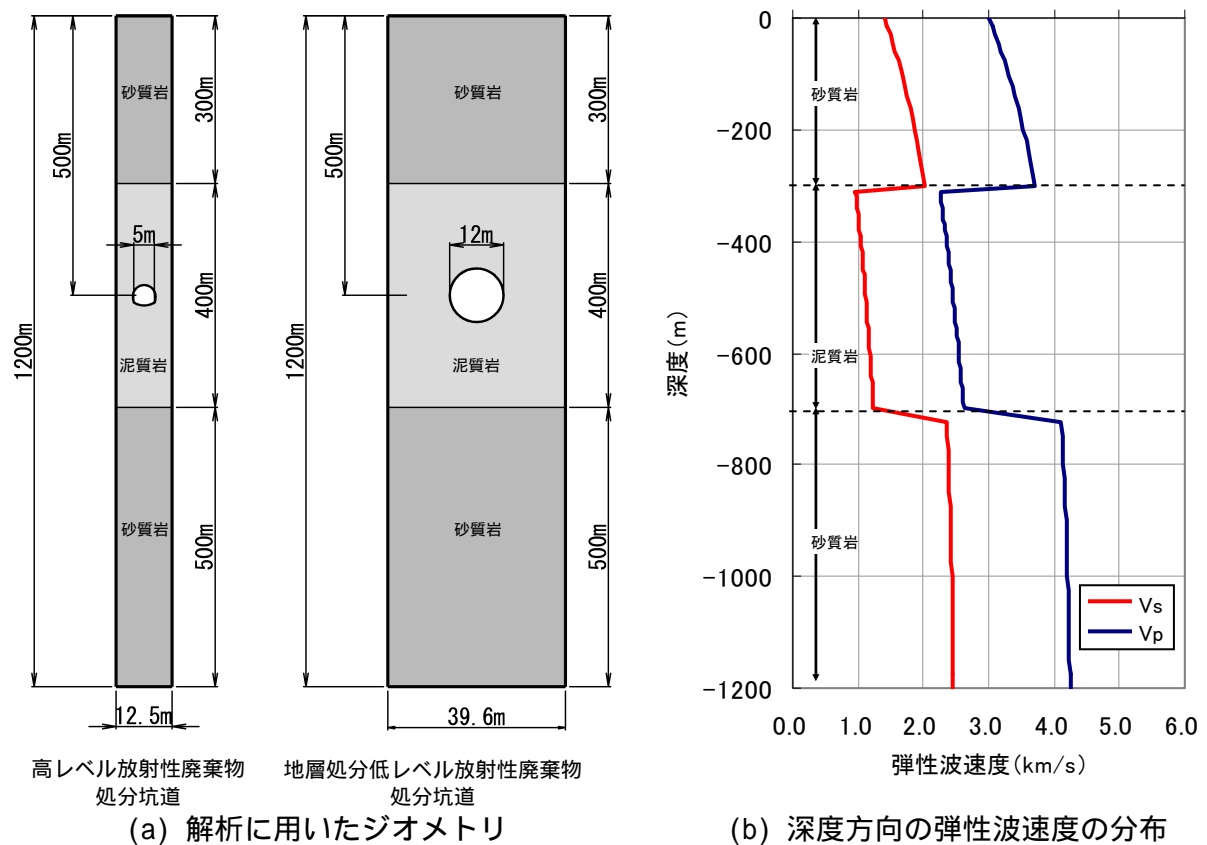 砂質岩
300m
500m
5m
400m
1200m
泥質岩
砂質岩
500m
12.5m
高レベル放射性廃棄物
処分坑道
砂質岩
300m
500m
12m
400m
1200m
泥質岩
砂質岩
500m
39.6m
地層処分低レベル放射性廃棄物
処分坑道
(a) 解析に用いたジオメトリ
0
-200
-400
-600
-800
-1000
-1200
深度(m)
砂質岩
泥質岩
砂質岩
Vs
Vp
0.0 1.0 2.0 3.0 4.0 5.0 6.0
弾性波速度(km/s)
(b) 深度方向の弾性波速度の分布